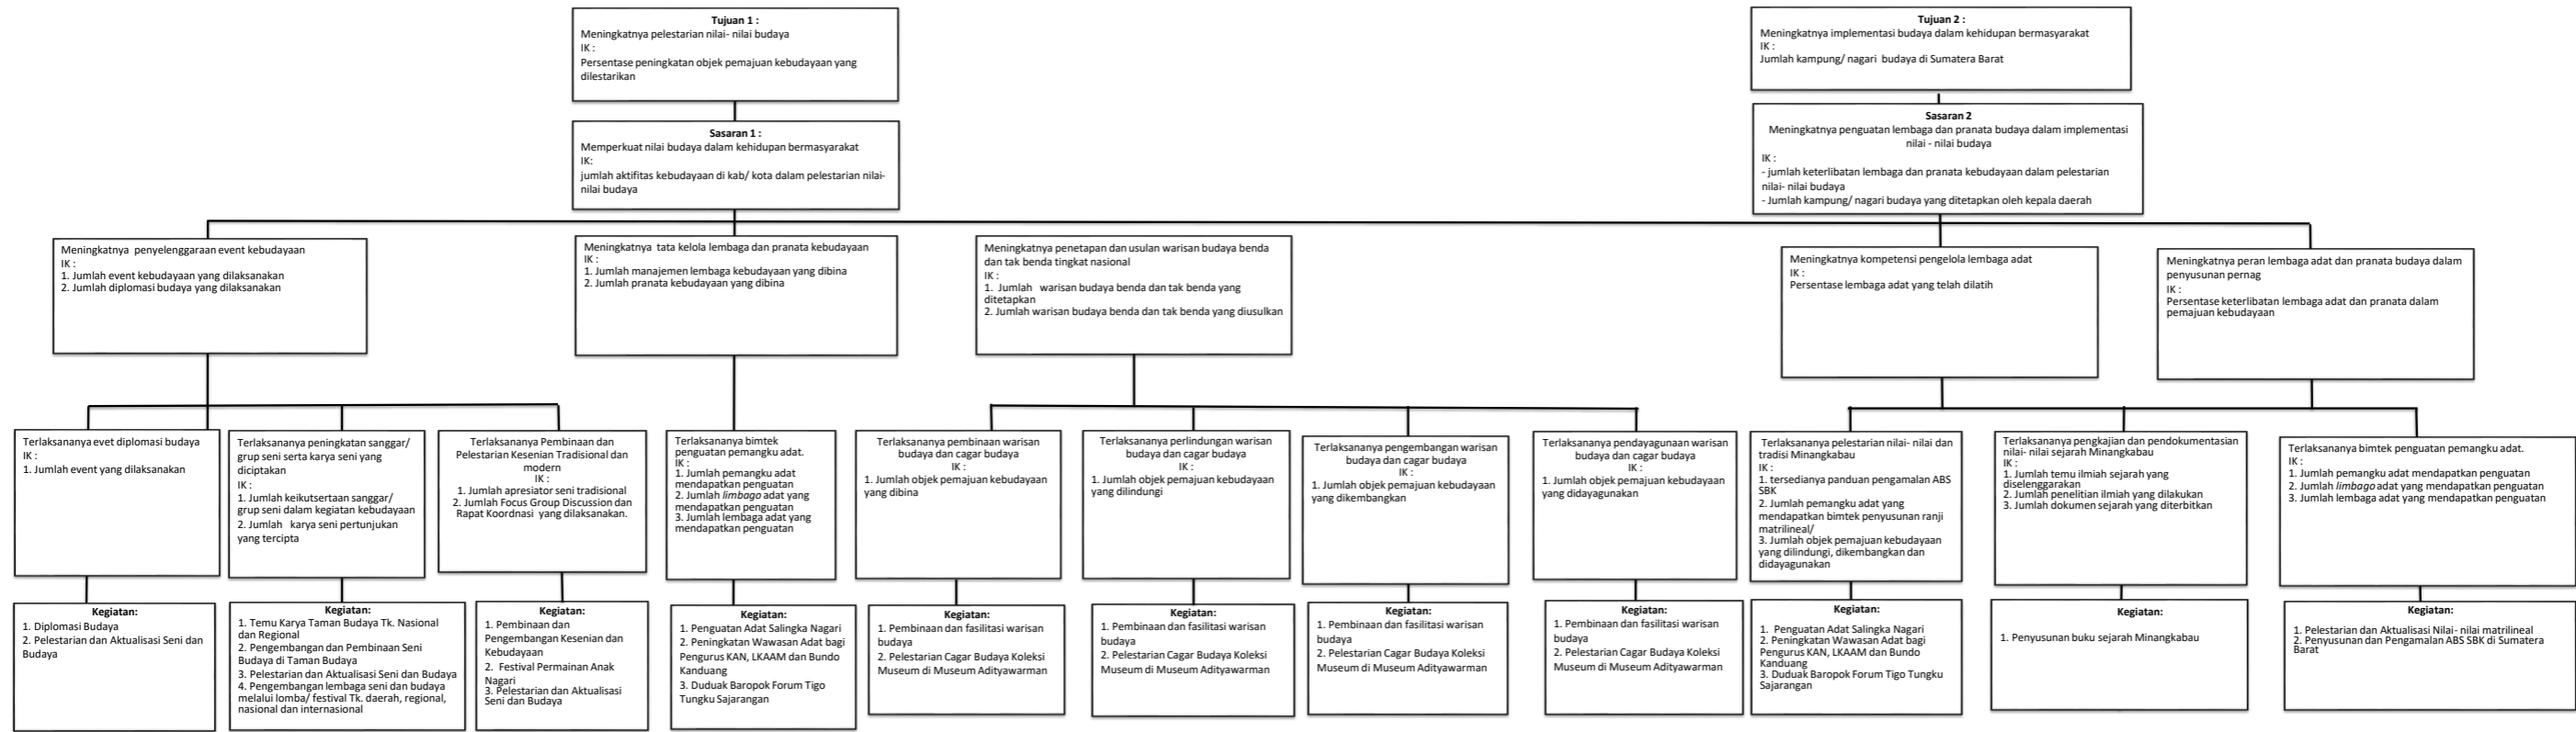 Tujuan 1 :
Meningkatnya pelestarian nilai- nilai budaya
IK :
Persentase peningkatan objek pemajuan kebudayaan yang
dilestarikan
Tujuan 2 :
Meningkatnya implementasi budaya dalam kehidupan bermasyarakat
IK :
Jumlah kampung/ nagari budaya di Sumatera Barat
Sasaran 1 :
Memperkuat nilai budaya dalam kehidupan bermasyarakat
IK:
jumlah aktifitas kebudayaan di kab/ kota dalam pelestarian nilai-
nilai budaya
Sasaran 2
Meningkatnya penguatan lembaga dan pranata budaya dalam implementasi
nilai - nilai budaya
IK :
- jumlah keterlibatan lembaga dan pranata kebudayaan dalam pelestarian
nilai- nilai budaya
- Jumlah kampung/ nagari budaya yang ditetapkan oleh kepala daerah
Meningkatnya penyelenggaraan event kebudayaan
IK :
1. Jumlah event kebudayaan yang dilaksanakan
2. Jumlah diplomasi budaya yang dilaksanakan
Meningkatnya tata kelola lembaga dan pranata kebudayaan
IK :
1. Jumlah manajemen lembaga kebudayaan yang dibina
2. Jumlah pranata kebudayaan yang dibina
Meningkatnya penetapan dan usulan warisan budaya benda
dan tak benda tingkat nasional
IK :
1. Jumlah warisan budaya benda dan tak benda yang
ditetapkan
2. Jumlah warisan budaya benda dan tak benda yang diusulkan
Meningkatnya kompetensi pengelola lembaga adat
IK :
Persentase lembaga adat yang telah dilatih
Meningkatnya peran lembaga adat dan pranata budaya dalam
penyusunan pernag
IK :
Persentase keterlibatan lembaga adat dan pranata dalam
pemajuan kebudayaan
Terlaksananya evet diplomasi budaya
IK :
1. Jumlah event yang dilaksanakan
Terlaksananya peningkatan sanggar/
grup seni serta karya seni yang
diciptakan
IK :
1. Jumlah keikutsertaan sanggar/
grup seni dalam kegiatan kebudayaan
2. Jumlah karya seni pertunjukan
yang tercipta
Terlaksananya Pembinaan dan
Pelestarian Kesenian Tradisional dan
modern
IK :
1. Jumlah apresiator seni tradisional
2. Jumlah Focus Group Discussion dan
Rapat Koordnasi yang dilaksanakan.
Terlaksananya bimtek
penguatan pemangku adat.
IK :
1. Jumlah pemangku adat
mendapatkan penguatan
2. Jumlah limbago adat yang
mendapatkan penguatan
3. Jumlah lembaga adat yang
mendapatkan penguatan
Terlaksananya pembinaan warisan
budaya dan cagar budaya
IK :
1. Jumlah objek pemajuan kebudayaan
yang dibina
Terlaksananya perlindungan warisan
budaya dan cagar budaya
IK :
1. Jumlah objek pemajuan kebudayaan
yang dilindungi
Terlaksananya pengembangan warisan
budaya dan cagar budaya
IK :
1. Jumlah objek pemajuan kebudayaan
yang dikembangkan
Terlaksananya pendayagunaan warisan
budaya dan cagar budaya
IK :
1. Jumlah objek pemajuan kebudayaan
yang didayagunakan
Terlaksananya pelestarian nilai- nilai dan
tradisi Minangkabau
IK :
1. tersedianya panduan pengamalan ABS
SBK
2. Jumlah pemangku adat yang
mendapatkan bimtek penyusunan ranji
matrilineal/
3. Jumlah objek pemajuan kebudayaan
yang dilindungi, dikembangkan dan
didayagunakan
Terlaksananya pengkajian dan pendokumentasian
nilai- nilai sejarah Minangkabau
IK :
1. Jumlah temu ilmiah sejarah yang
diselenggarakan
2. Jumlah penelitian ilmiah yang dilakukan
3. Jumlah dokumen sejarah yang diterbitkan
Terlaksananya bimtek penguatan pemangku adat.
IK :
1. Jumlah pemangku adat mendapatkan penguatan
2. Jumlah limbago adat yang mendapatkan penguatan
3. Jumlah lembaga adat yang mendapatkan penguatan
Kegiatan:
1. Diplomasi Budaya
2. Pelestarian dan Aktualisasi Seni dan
Budaya
Kegiatan:
1. Temu Karya Taman Budaya Tk. Nasional
dan Regional
2. Pengembangan dan Pembinaan Seni
Budaya di Taman Budaya
3. Pelestarian dan Aktualisasi Seni dan Budaya
4. Pengembangan lembaga seni dan budaya
melalui lomba/ festival Tk. daerah, regional,
nasional dan internasional
Kegiatan:
1. Pembinaan dan
Pengembangan Kesenian dan
Kebudayaan
2. Festival Permainan Anak
Nagari
3. Pelestarian dan Aktualisasi
Seni dan Budaya
Kegiatan:
1. Penguatan Adat Salingka Nagari
2. Peningkatan Wawasan Adat bagi
Pengurus KAN, LKAAM dan Bundo
Kanduang
3. Duduak Baropok Forum Tigo
Tungku Sajarangan
Kegiatan:
1. Pembinaan dan fasilitasi warisan
budaya
2. Pelestarian Cagar Budaya Koleksi
Museum di Museum Adityawarman
Kegiatan:
1. Pembinaan dan fasilitasi warisan
budaya
2. Pelestarian Cagar Budaya Koleksi
Museum di Museum Adityawarman
Kegiatan:
1. Pembinaan dan fasilitasi warisan
budaya
2. Pelestarian Cagar Budaya Koleksi
Museum di Museum Adityawarman
Kegiatan:
1. Pembinaan dan fasilitasi warisan
budaya
2. Pelestarian Cagar Budaya Koleksi
Museum di Museum Adityawarman
Kegiatan:
1. Penguatan Adat Salingka Nagari
2. Peningkatan Wawasan Adat bagi
Pengurus KAN, LKAAM dan Bundo
Kanduang
3. Duduak Baropok Forum Tigo Tungku
Sajarangan
Kegiatan:
1. Penyusunan buku sejarah Minangkabau
Kegiatan:
1. Pelestarian dan Aktualisasi Nilai- nilai matrilineal
2. Penyusunan dan Pengamalan ABS SBK di Sumatera
Barat